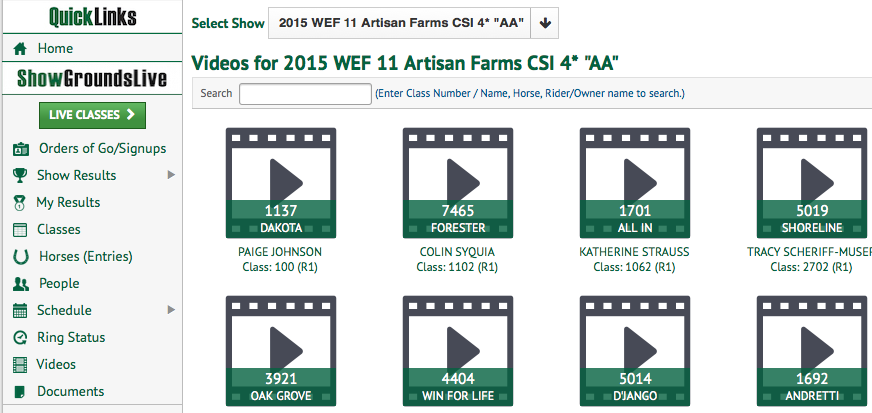 QuickLinks
Home
ShowGroundsLive
LIVE CLASSES
Orders of Go/Signups
Show Results
My Results
Classes
Horses (Entries)
People
Schedule
Ring Status
Videos
Documents
Select Show 2015 WEF 11 Artisan Farms CSI 4* "AA"
Videos for 2015 WEF 11 Artisan Farms CSI 4* "AA"
Search (Enter Class Number / Name, Horse, Rider/Owner name to search.)
1137
DAKOTA
PAIGE JOHNSON
Class: 100 (R1)
7465
FORESTER
COLIN SYQUIA
Class: 1102 (R1)
1701
ALL IN
KATHERINE STRAUSS
Class: 1062 (R1)
5019
SHORELINE
TRACY SCHERIFF-MUSER
Class: 2702 (R1)
3921
OAK GROVE
4404
WIN FOR LIFE
5014
D'JANGO
1692
ANDRETTI